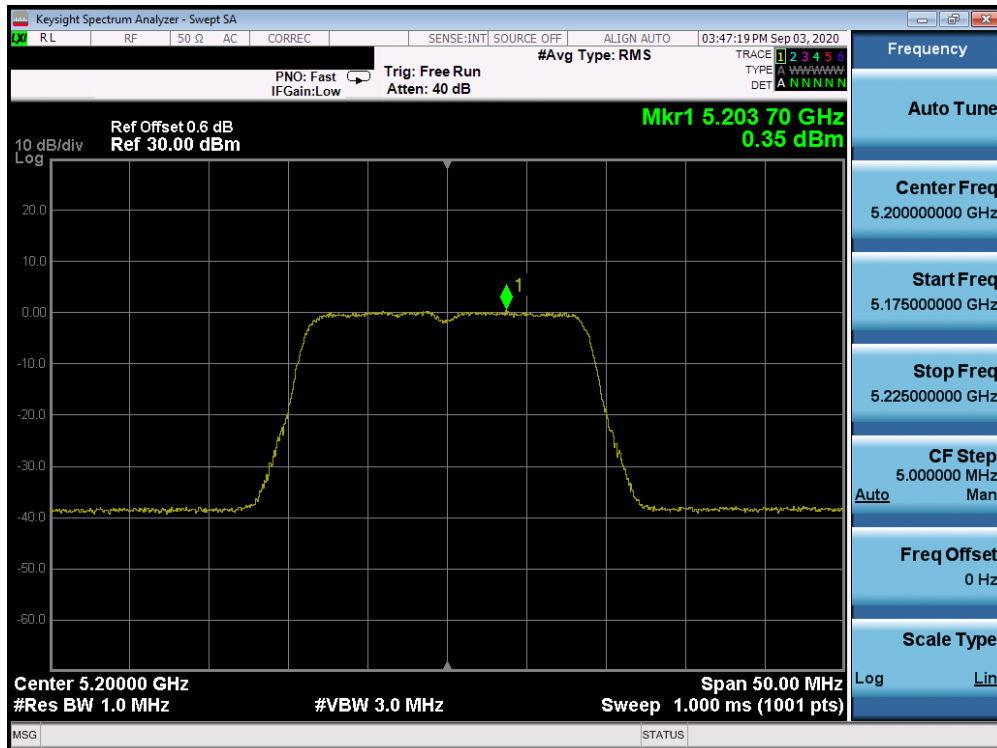 Keysight Spectrum Analyzer - Swept SA
LXI RL RF 50 Ω AC CORREC SENSE:INT SOURCE OFF ALIGN AUTO 03:47:19 PM Sep 03, 2020
#Avg Type: RMS
TRACE 1 2 3 4 5 6
PNO: Fast Trig: Free Run
TYPE A WWWWW
IFGain:Low Atten: 40 dB
DET A N N N N N
Mkr1 5.203 70 GHz
Ref Offset 0.6 dB
0.35 dBm
10 dB/div Ref 30.00 dBm
Log
20.0
10.0
1
0.00
-10.0
-20.0
-30.0
-40.0
-50.0
-60.0
Center 5.20000 GHz Span 50.00 MHz
#Res BW 1.0 MHz #VBW 3.0 MHz Sweep 1.000 ms (1001 pts)
MSG STATUS
Frequency
Auto Tune
Center Freq
5.200000000 GHz
Start Freq
5.175000000 GHz
Stop Freq
5.225000000 GHz
CF Step
5.000000 MHz
Auto Man
Freq Offset
0 Hz
Scale Type
Log Lin